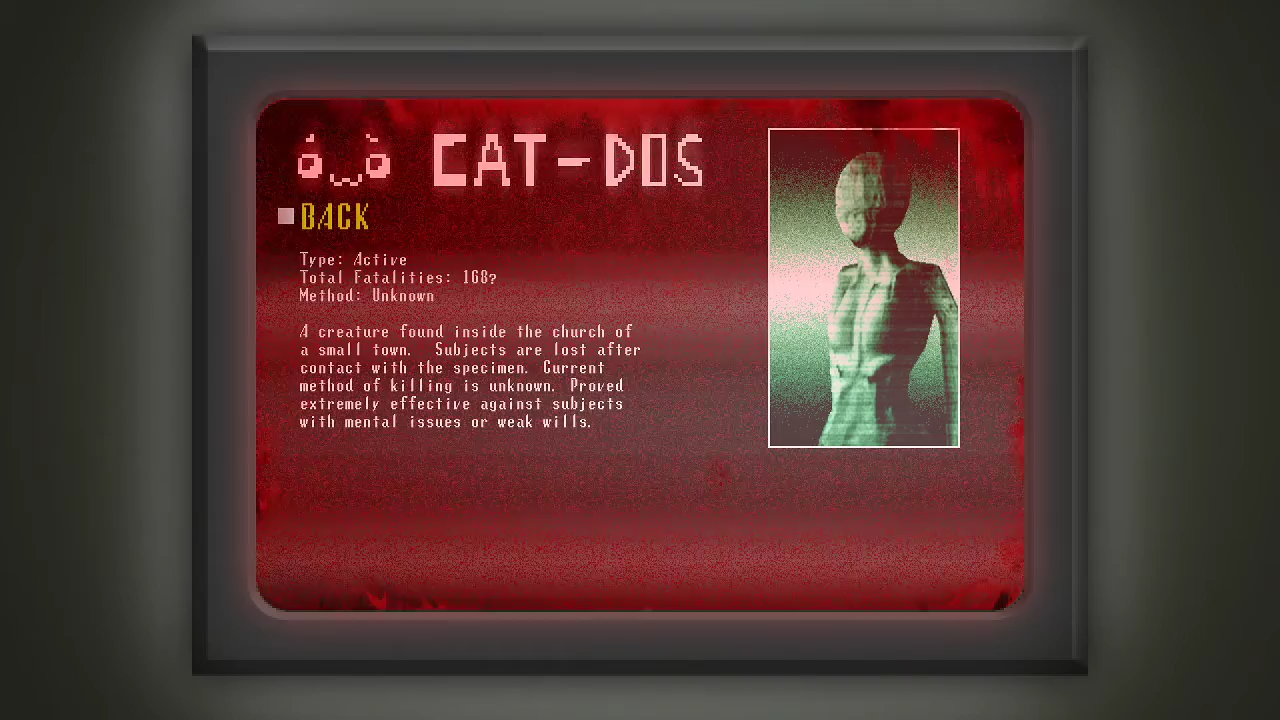 CAT-DOS
BACK
Type: Active
Total Fatalities: 168?
Method: Unknown
A creature found inside the church of
a small town. Subjects are lost after
contact with the specimen. Current
method of killing is unknown. Proved
extremely effective against subjects
with mental issues or weak wills.